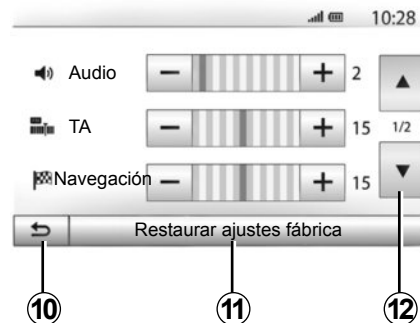 10:28
Audio − + 2
TA − + 15 1/2
Navegación − + 15
Restaurar ajustes fábrica
10 11 12